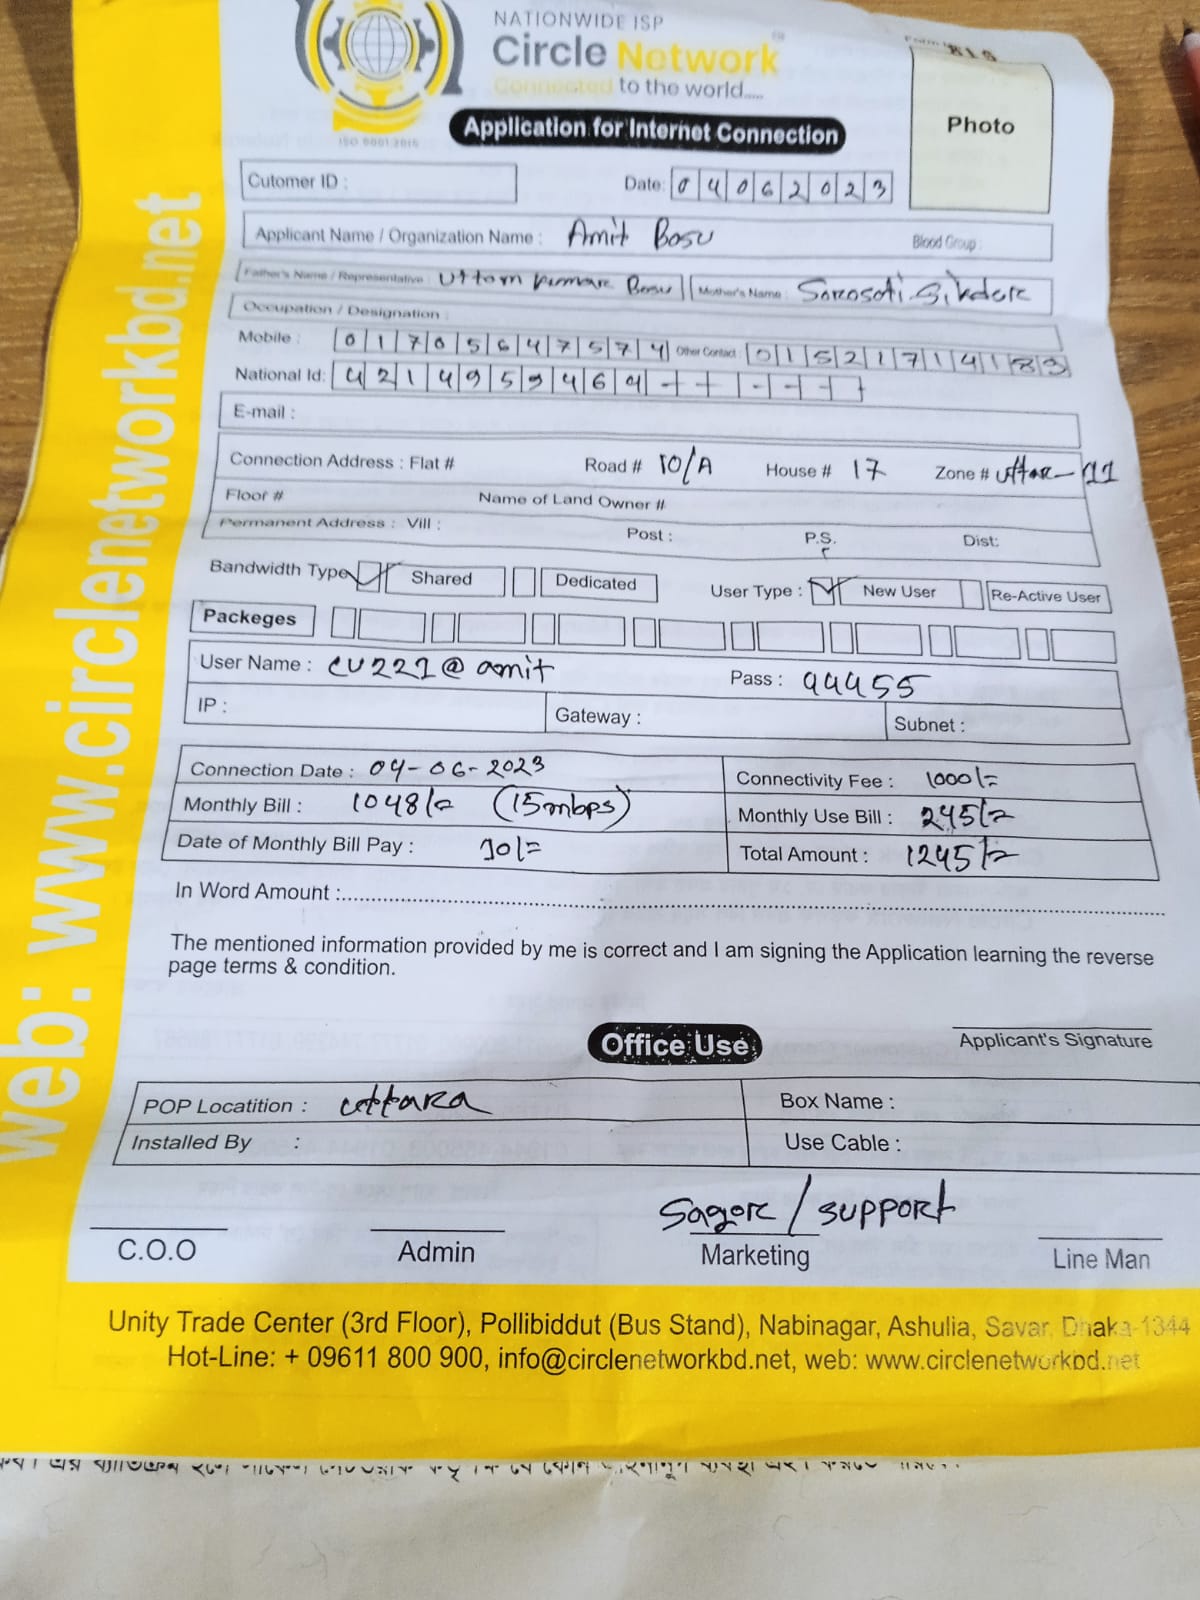 NATIONWIDE ISP
Circle Network
Connected to the world.....
ISO 9001:2015
Application for Internet Connection
Photo
Cutomer ID :
Date: 04062023
Applicant Name / Organization Name : Amit Bosu Blood Group :
Father's Name / Representative : Uttom kumar Bosu Mother's Name : Sorosoti Sikder
Occupation / Designation :
Mobile : 01705647574 Other Contact : 01521714183
National Id: 4214959464
E-mail :
Connection Address : Flat # Road # 10/A House # 17 Zone # uttar-11
Floor # Name of Land Owner #
Permanent Address : Vill : Post : P.S. Dist:
Bandwidth Type Shared Dedicated User Type : New User Re-Active User
Packeges
User Name : CU221@amit Pass : 44455
IP : Gateway : Subnet :
Connection Date : 04-06-2023 Connectivity Fee : 1000/=
Monthly Bill : 1048/= (15mbps) Monthly Use Bill : 245/=
Date of Monthly Bill Pay : 10/= Total Amount : 1245/=
In Word Amount :
The mentioned information provided by me is correct and I am signing the Application learning the reverse
page terms & condition.
Applicant's Signature
Office Use
POP Locatition : uttara Box Name :
Installed By : Use Cable :
Sagor / support
C.O.O Admin Marketing Line Man
Unity Trade Center (3rd Floor), Pollibiddut (Bus Stand), Nabinagar, Ashulia, Savar, Dhaka-1344
Hot-Line: + 09611 800 900, info@circlenetworkbd.net, web: www.circlenetworkbd.net
web: www.circlenetworkbd.net